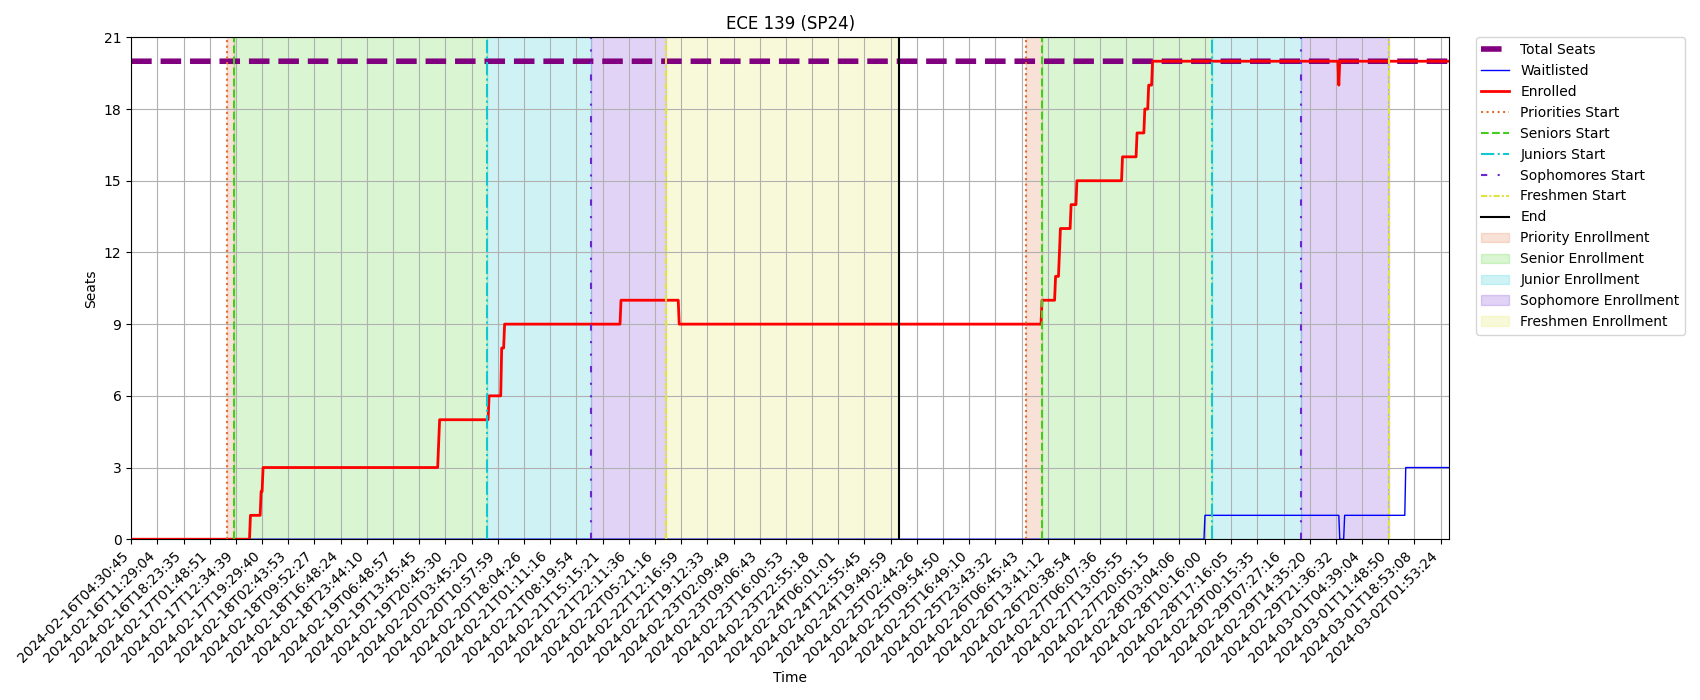 ECE 139 (SP24)
21
18
15
12
9
6
3
0
Seats
2024-02-16T04:30:45
2024-02-16T11:29:04
2024-02-16T18:23:35
2024-02-17T01:48:51
2024-02-17T12:34:39
2024-02-17T19:29:40
2024-02-18T02:43:53
2024-02-18T09:52:27
2024-02-18T16:48:24
2024-02-18T23:44:10
2024-02-19T06:48:57
2024-02-19T13:45:45
2024-02-19T20:45:30
2024-02-20T03:45:20
2024-02-20T10:57:59
2024-02-20T18:04:26
2024-02-21T01:11:16
2024-02-21T08:19:54
2024-02-21T15:15:21
2024-02-21T22:11:36
2024-02-22T05:21:16
2024-02-22T12:16:59
2024-02-22T19:12:33
2024-02-23T02:09:49
2024-02-23T09:06:43
2024-02-23T16:00:53
2024-02-23T22:55:18
2024-02-24T06:01:01
2024-02-24T12:55:45
2024-02-24T19:49:59
2024-02-25T02:44:26
2024-02-25T09:54:50
2024-02-25T16:49:10
2024-02-25T23:43:32
2024-02-26T06:45:43
2024-02-26T13:41:12
2024-02-26T20:38:54
2024-02-27T06:07:36
2024-02-27T13:05:55
2024-02-27T20:05:15
2024-02-28T03:04:06
2024-02-28T10:16:00
2024-02-28T17:16:05
2024-02-29T00:15:35
2024-02-29T07:27:16
2024-02-29T14:35:20
2024-02-29T21:36:32
2024-03-01T04:39:04
2024-03-01T11:48:50
2024-03-01T18:53:08
2024-03-02T01:53:24
Time
Total Seats
Waitlisted
Enrolled
Priorities Start
Seniors Start
Juniors Start
Sophomores Start
Freshmen Start
End
Priority Enrollment
Senior Enrollment
Junior Enrollment
Sophomore Enrollment
Freshmen Enrollment